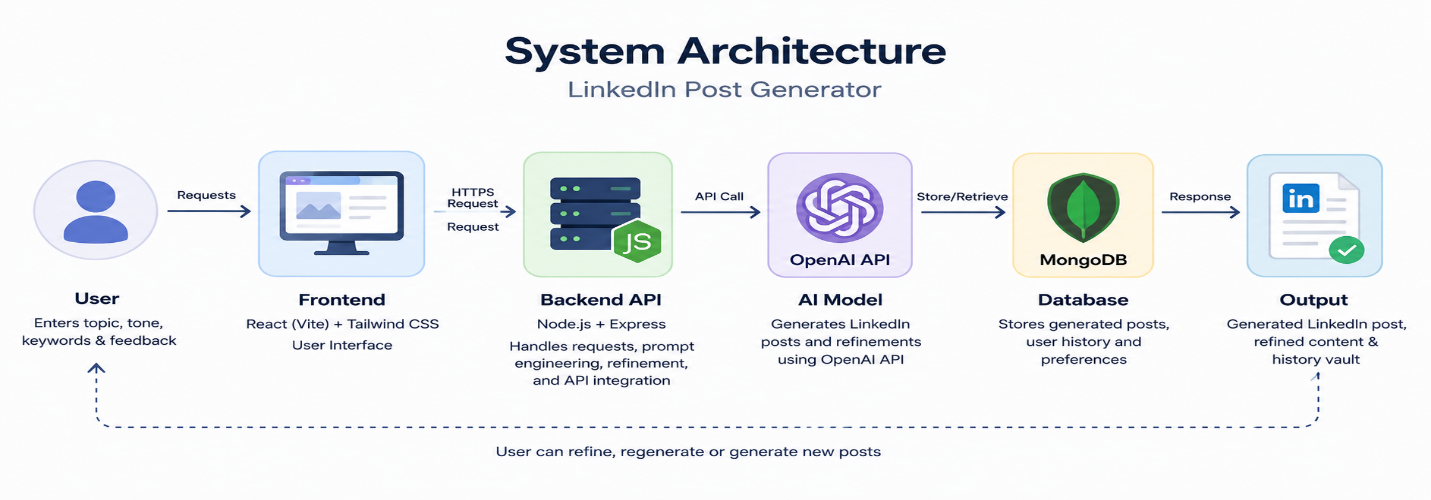 System Architecture
LinkedIn Post Generator
Requests
HTTPS
Request
Request
API Call
Store/Retrieve
Response
JS
OpenAI API
MongoDB
in
User
Enters topic, tone,
keywords & feedback
Frontend
React (Vite) + Tailwind CSS
User Interface
Backend API
Node.js + Express
Handles requests, prompt
engineering, refinement,
and API integration
AI Model
Generates LinkedIn
posts and refinements
using OpenAI API
Database
Stores generated posts,
user history and
preferences
Output
Generated LinkedIn post,
refined content &
history vault
User can refine, regenerate or generate new posts